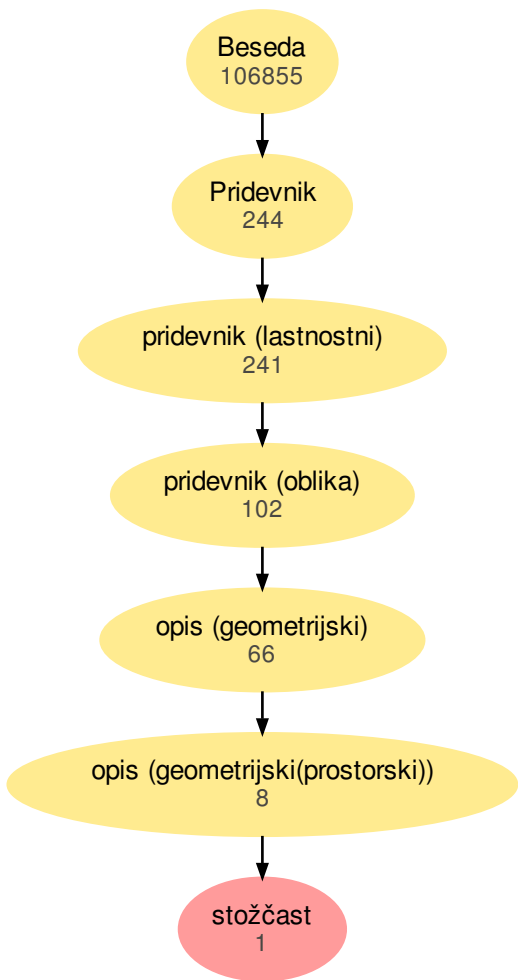 Beseda
106855
Pridevnik
244
pridevnik (lastnostni)
241
pridevnik (oblika)
102
opis (geometrijski)
66
opis (geometrijski(prostorski))
8
stožčast
1